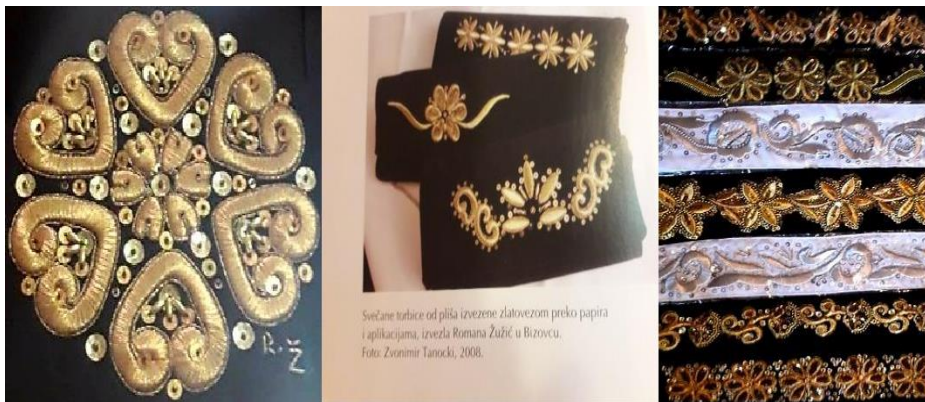 R. Ž
Svečane torbice od pliša izvezene zlatovezom preko papira
i aplikacijama, izvezla Romana Žužić u Bizovcu.
Foto: Zvonimir Tanocki, 2008.